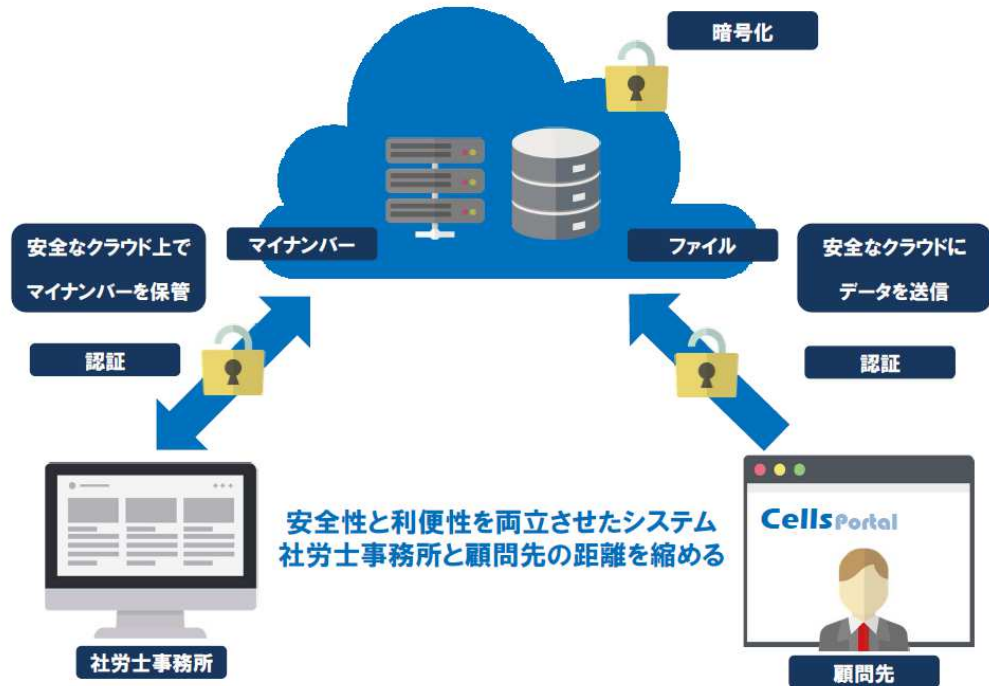 暗号化
マイナンバー
ファイル
安全なクラウド上で
マイナンバーを保管
安全なクラウドに
データを送信
認証
認証
安全性と利便性を両立させたシステム
社労士事務所と顧問先の距離を縮める
Cells Portal
社労士事務所
顧問先